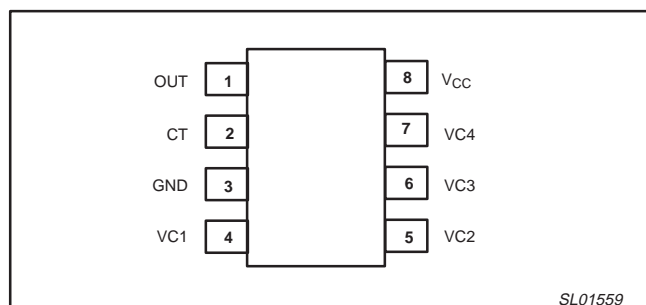 OUT 1 8 VCC
CT 2 7 VC4
GND 3 6 VC3
VC1 4 5 VC2
SL01559